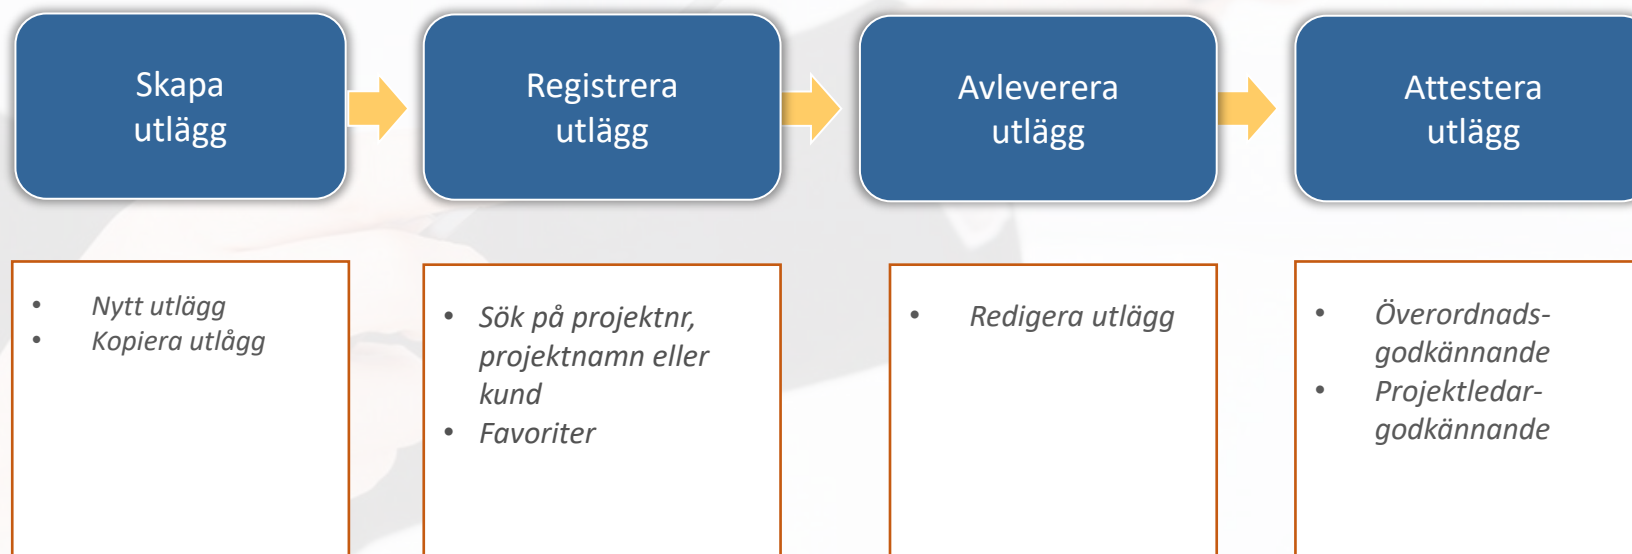 Skapa
utlägg
Registrera
utlägg
Avleverera
utlägg
Attestera
utlägg
• Nytt utlägg
• Kopiera utlågg
• Sök på projektnr,
projektnamn eller
kund
• Favoriter
• Redigera utlägg
• Överordnads-
godkännande
• Projektledar-
godkännande